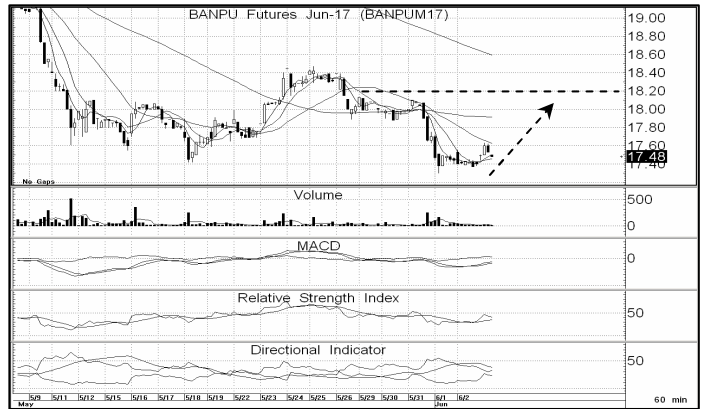 BANPU Futures Jun-17 (BANPUM17)
19.00
18.80
18.60
18.40
18.20
18.00
17.80
17.60
17.48
17.40
No Gaps
Volume
500
0
MACD
0
Relative Strength Index
50
Directional Indicator
50
5/9 5/11 5/12 5/15 5/16 5/17 5/18 5/19 5/22 5/23 5/24 5/25 5/26 5/29 5/30 5/31 6/1 6/2
May Jun 60 min